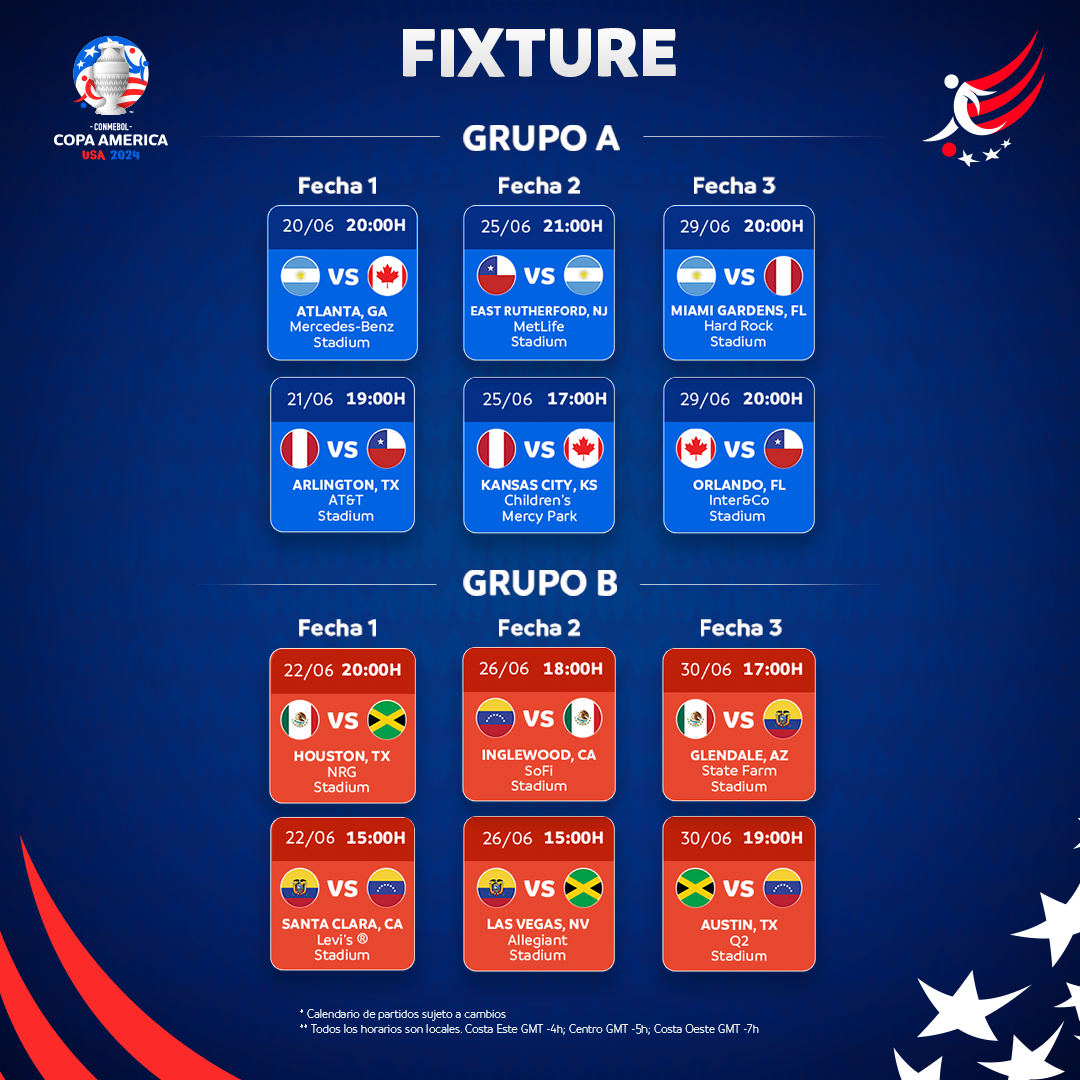 FIXTURE
- CONMEBOL -
COPA AMERICA
USA 2024
GRUPO A
Fecha 1
Fecha 2
Fecha 3
20/06 20:00H
VS
ATLANTA, GA
Mercedes-Benz
Stadium
25/06 21:00H
VS
EAST RUTHERFORD, NJ
MetLife
Stadium
29/06 20:00H
VS
MIAMI GARDENS, FL
Hard Rock
Stadium
21/06 19:00H
VS
ARLINGTON, TX
AT&T
Stadium
25/06 17:00H
VS
KANSAS CITY, KS
Children's
Mercy Park
29/06 20:00H
VS
ORLANDO, FL
Inter&Co
Stadium
GRUPO B
Fecha 1
Fecha 2
Fecha 3
22/06 20:00H
VS
HOUSTON, TX
NRG
Stadium
26/06 18:00H
VS
INGLEWOOD, CA
SoFi
Stadium
30/06 17:00H
VS
GLENDALE, AZ
State Farm
Stadium
22/06 15:00H
VS
SANTA CLARA, CA
Levi's ®
Stadium
26/06 15:00H
VS
LAS VEGAS, NV
Allegiant
Stadium
30/06 19:00H
VS
AUSTIN, TX
Q2
Stadium
* Calendario de partidos sujeto a cambios
** Todos los horarios son locales. Costa Este GMT -4h; Centro GMT -5h; Costa Oeste GMT -7h